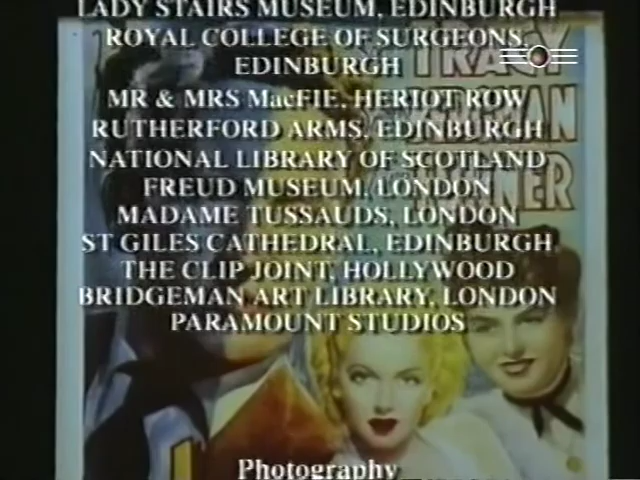 LADY STAIRS MUSEUM, EDINBURGH
ROYAL COLLEGE OF SURGEONS,
EDINBURGH
MR & MRS MacFIE, HERIOT ROW
RUTHERFORD ARMS, EDINBURGH
NATIONAL LIBRARY OF SCOTLAND
FREUD MUSEUM, LONDON
MADAME TUSSAUDS, LONDON
ST GILES CATHEDRAL, EDINBURGH
THE CLIP JOINT, HOLLYWOOD
BRIDGEMAN ART LIBRARY, LONDON
PARAMOUNT STUDIOS
Photography
TRACY